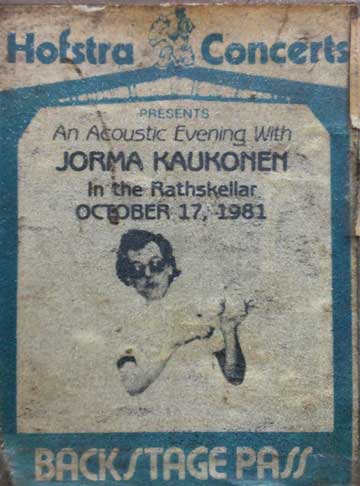 Hofstra Concerts
PRESENTS
An Acoustic Evening With
JORMA KAUKONEN
In the Rathskellar
OCTOBER 17, 1981
BACKSTAGE PASS